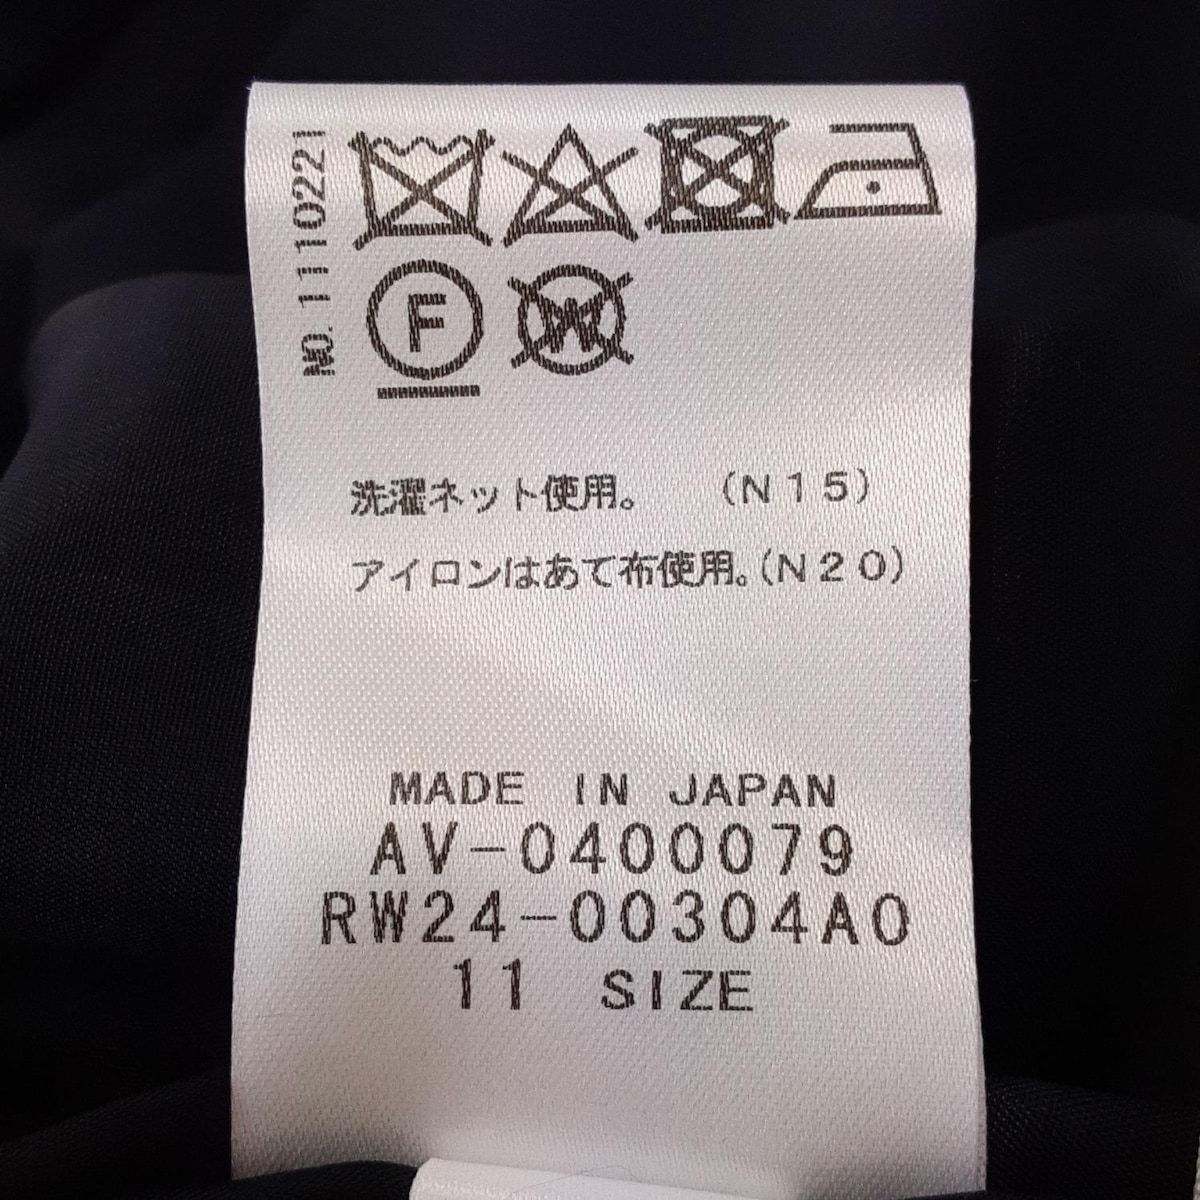 NO. 1110221
F
W
洗濯ネット使用。 (N15)
アイロンはあて布使用。(N20)
MADE IN JAPAN
AV-0400079
RW24-00304A0
11 SIZE